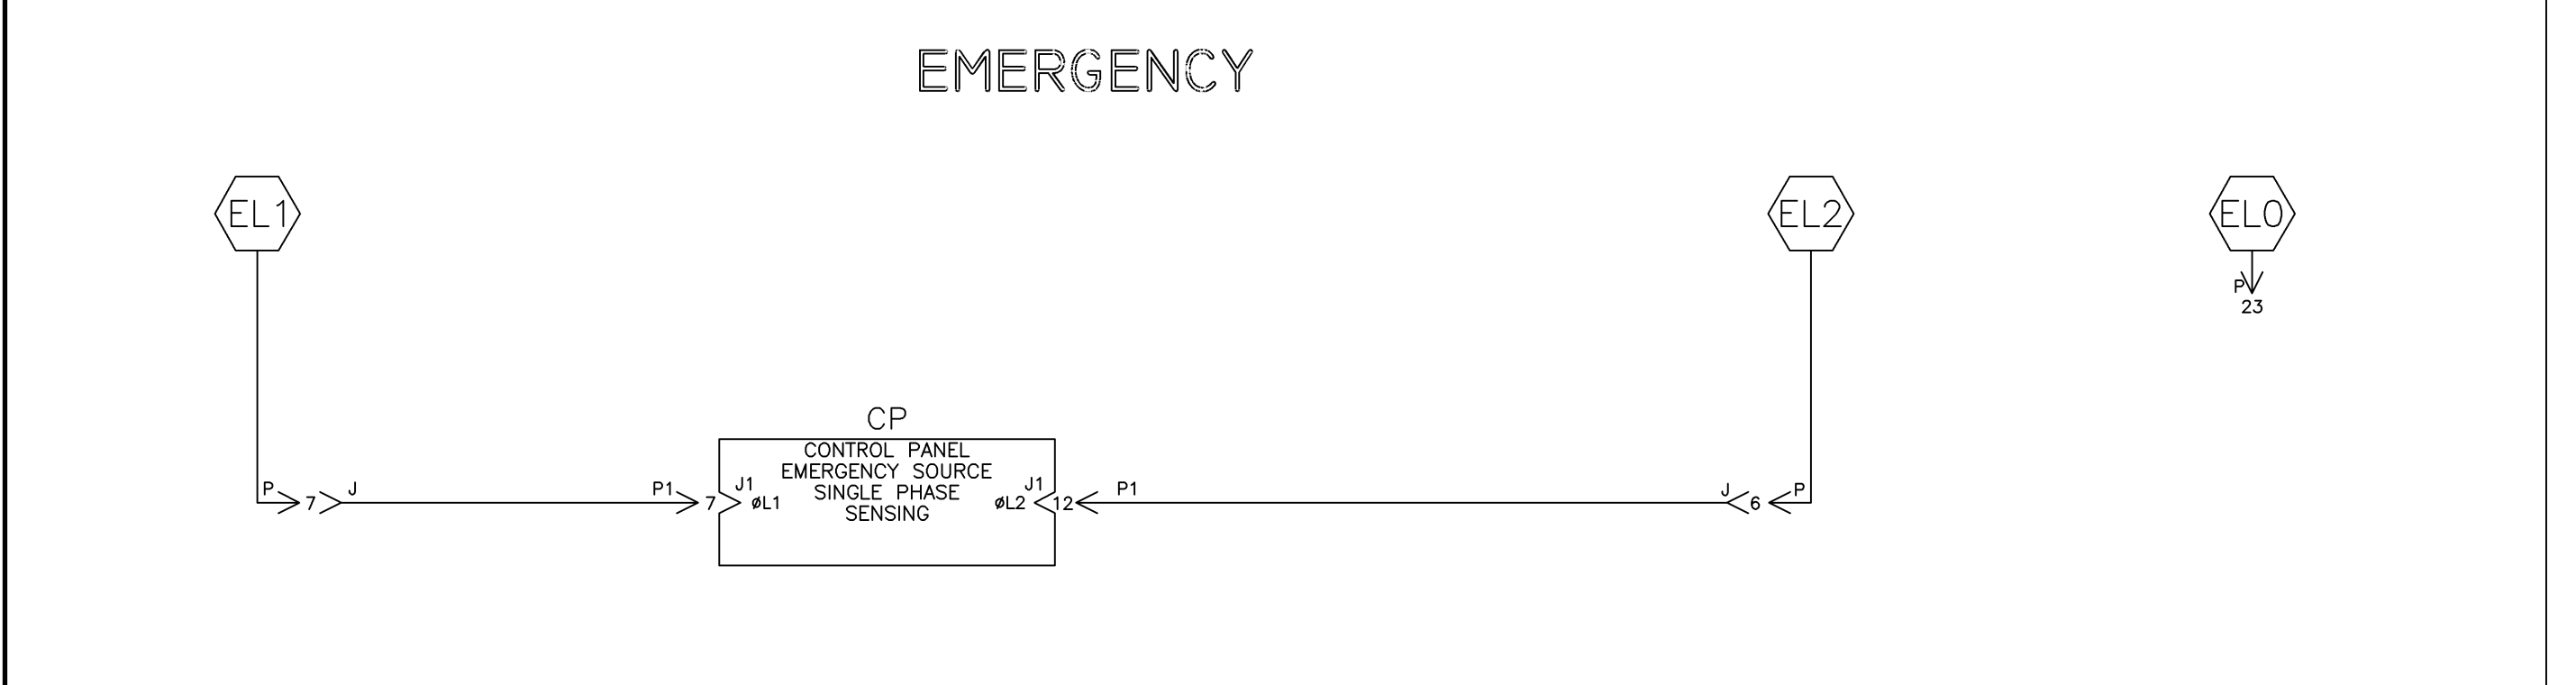 EMERGENCY
EL1
EL2
EL0
P
23
CP
CONTROL PANEL
EMERGENCY SOURCE
SINGLE PHASE
SENSING
P
7
J
P1
7
J1
øL1
J1
øL2
12
P1
J
6
P